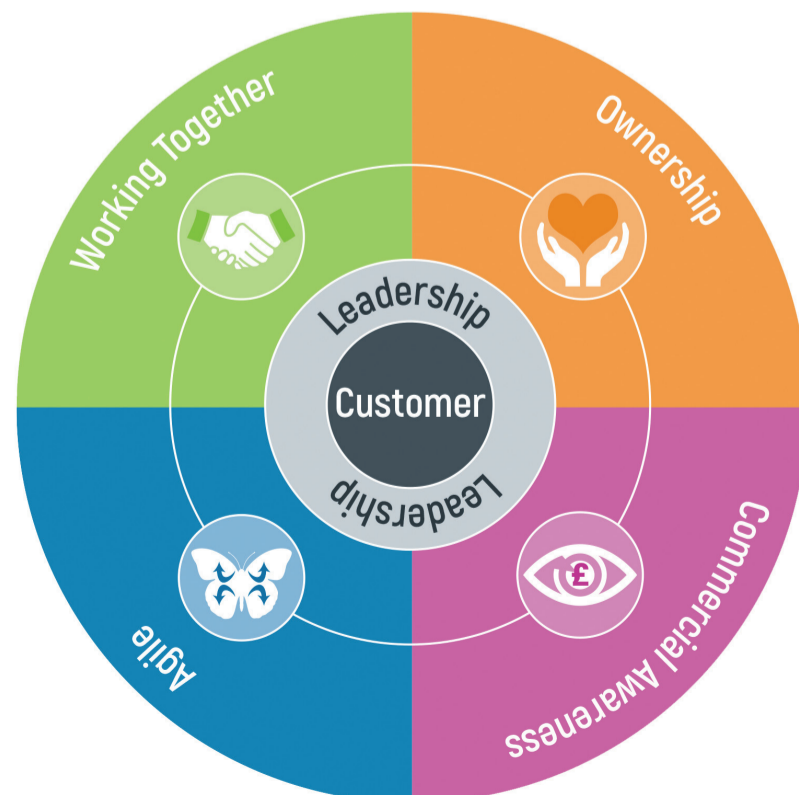 Working Together
Ownership
Leadership
Customer
Leadership
£
Agile
Commercial Awareness